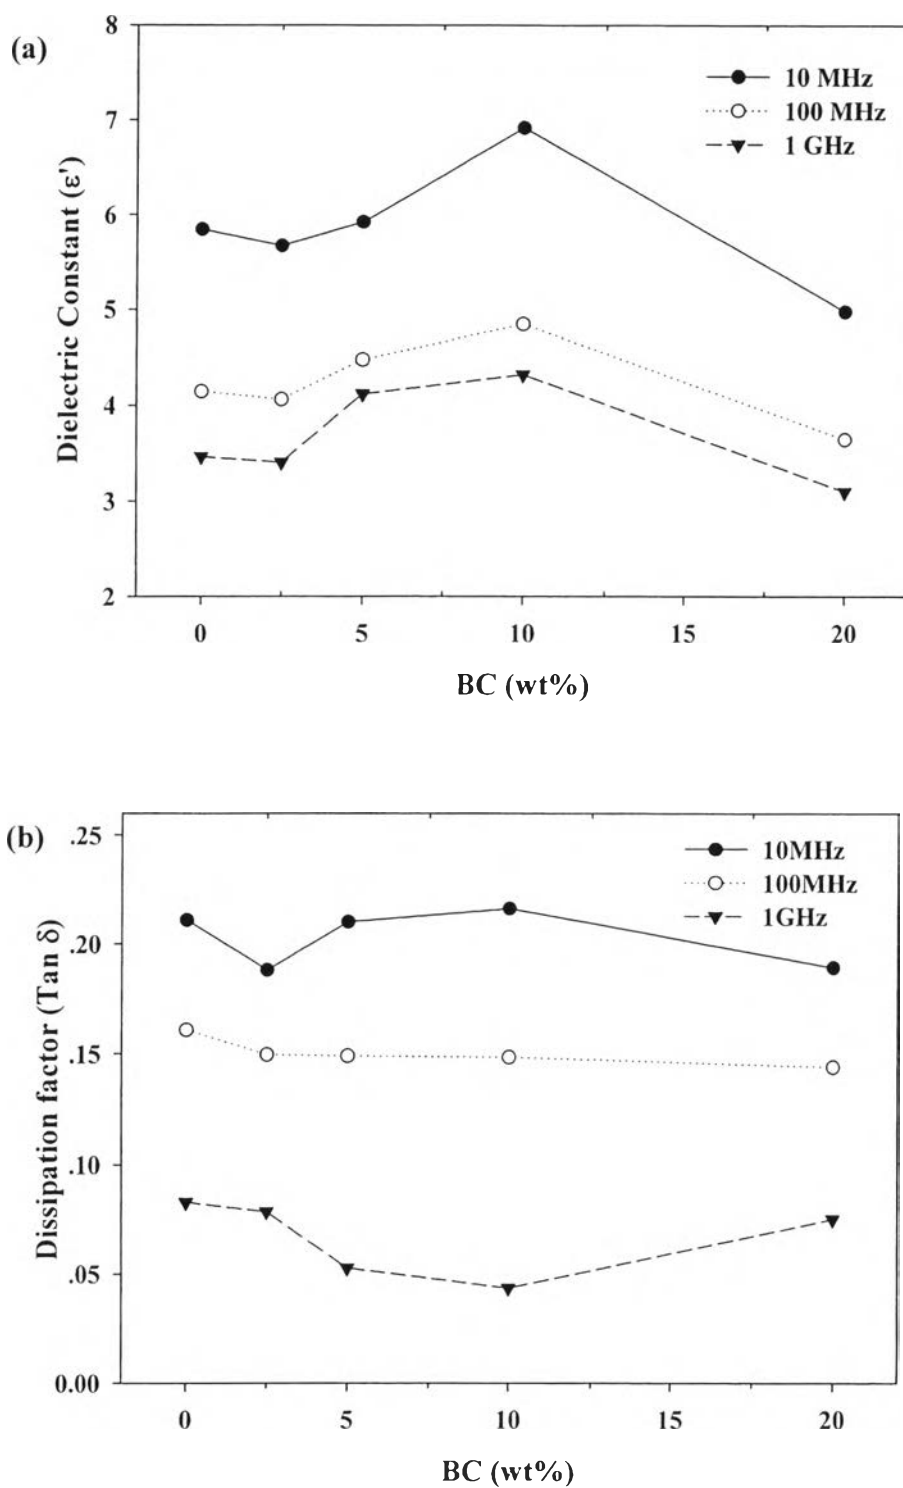 (a)
8
7
6
5
4
3
2
Dielectric Constant (ε')
10 MHz
100 MHz
1 GHz
0 5 10 15 20
BC (wt%)
(b)
.25
.20
.15
.10
.05
0.00
Dissipation factor (Tan δ)
10MHz
100MHz
1GHz
0 5 10 15 20
BC (wt%)